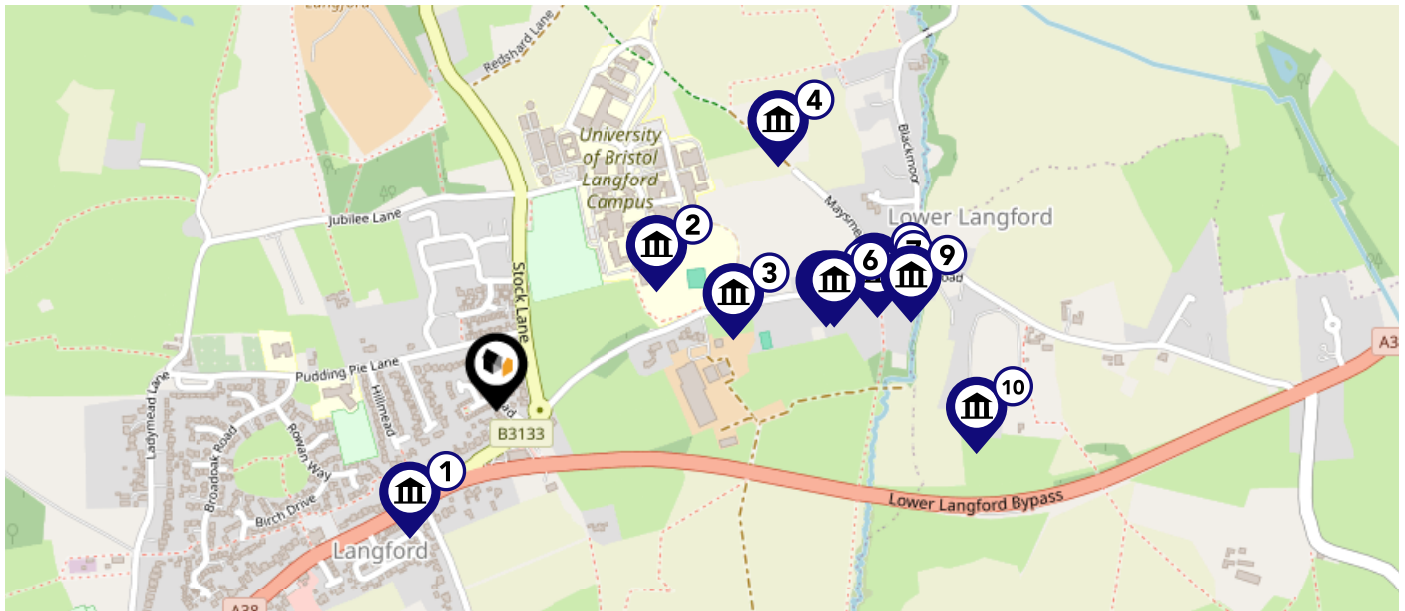 Langford
Redshard Lane
4
University
of Bristol
Langford
Campus
Blackmoor
Jubilee Lane
2
Lower Langford
6
7
9
3
Stock Lane
Pudding Pie Lane
Ladymead Lane
Hillmead
10
B3133
Rowan Way
Broadoak Road
1
Lower Langford Bypass
Birch Drive
Langford
A38